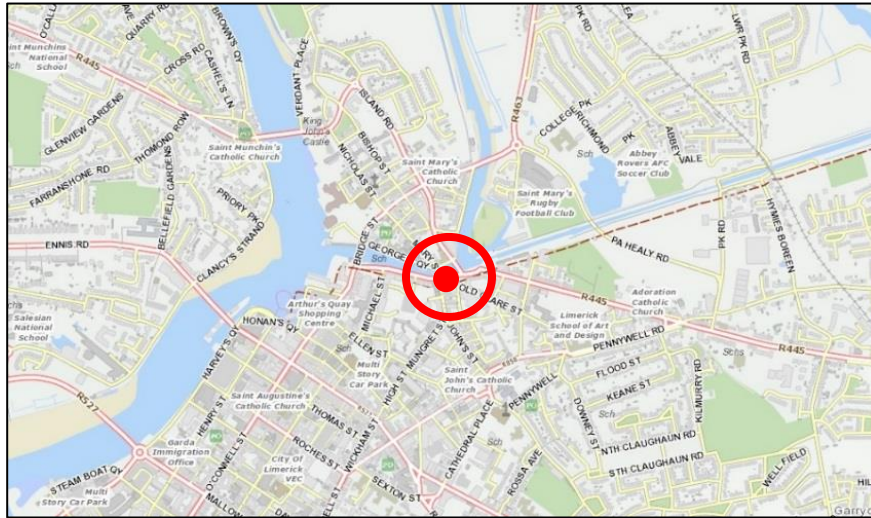 O'CALL
AVE
QUARRY RD
BROWN'S QY
Saint Munchins
National
School
CROSS RD
CASHEL'S LN
R445
VERDANT PLACE
ISLAND RD
R463
LWR PK RD
COLLEGE PK
RICHMOND
PK
ABBEY
VALE
Sch
Abbey
Rovers AFC
Soccer Club
GLENVIEW GARDENS
THOMOND ROW
Saint Munchin's
Catholic Church
King
John's
Castle
BISHOP ST
NICHOLAS ST
Saint Mary's
Catholic
Church
FARRANSHONE RD
BELLEFIELD GARDENS
PRIORY PK
Saint Mary's
Rugby
Football Club
HYMIES BOREEN
PK RD
PA HEALY RD
ENNIS RD
CLANCY'S STRAND
BRIDGE ST
GEORGE'S QY
Sch
OLD CLARE ST
R445
Adoration
Catholic
Church
Salesian
National
School
Arthur's Quay
Shopping
Centre
HONAN'S QY
HARVEY'S QY
MICHAEL ST
ELLEN ST
Sch
Multi
Story
Car Park
HIGH ST
MUNGRET ST
JOHN'S ST
Limerick
School of Art
and Design
PENNYWELL RD
Schs
R445
FLOOD ST
KEANE ST
KILMURRY RD
Saint
John's Catholic
Church
PENNYWELL
R527
Saint Augustine's
Catholic Church
HENRY ST
THOMAS ST
WICKHAM ST
Sch
CATHEDRAL PLACE
DOWNEY ST
NTH CLAUGHAUN RD
STH CLAUGHAUN RD
Garda
Immigration
Office
O'CONNELL ST
ROCHES ST
City Of
Limerick
VEC
ROSSA AVE
WELLFIELD
STEAM BOAT QY
Multi
Story Car Park
MALLOW
SEXTON ST
Garryo